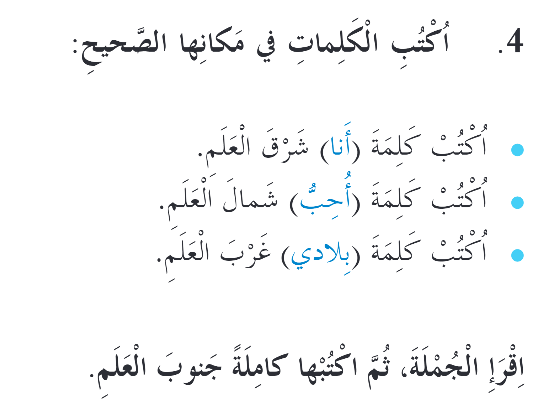 4. اُكْتُبِ الْكَلِماتِ في مَكانِها الصَّحيحِ:
• اُكْتُبْ كَلِمَةَ (أَنا) شَرْقَ الْعَلَمِ.
• اُكْتُبْ كَلِمَةَ (أُحِبُّ) شَمالَ الْعَلَمِ.
• اُكْتُبْ كَلِمَةَ (بِلادي) غَرْبَ الْعَلَمِ.
اِقْرَإِ الْجُمْلَةَ، ثُمَّ اكْتُبْها كامِلَةً جَنوبَ الْعَلَمِ.